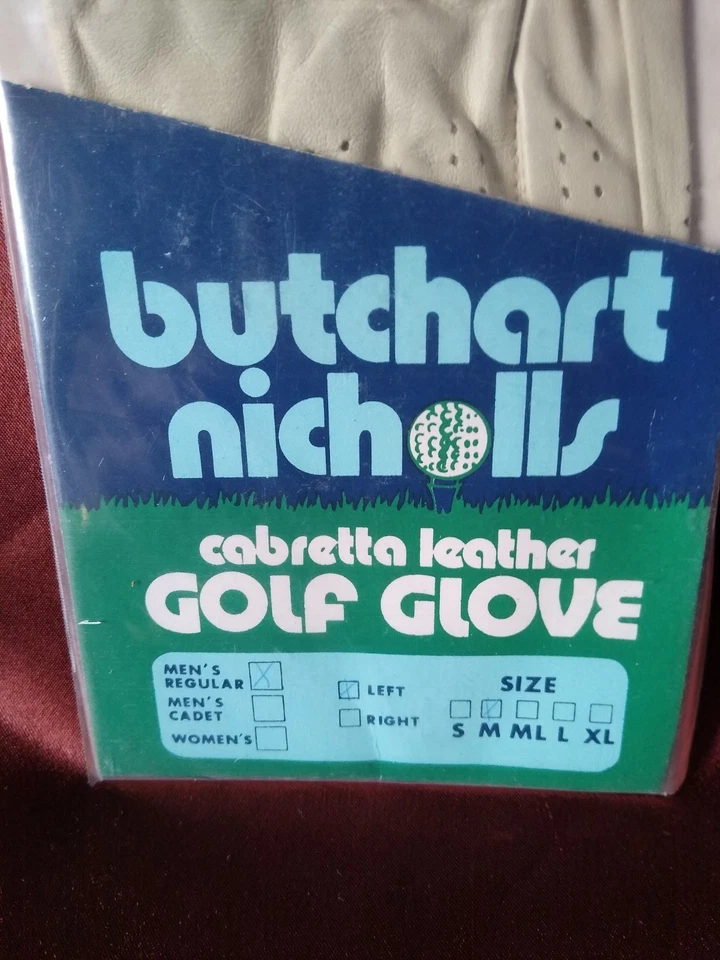 butchart
nicholls
cabretta leather
GOLF GLOVE
MEN'S
REGULAR
MEN'S
CADET
WOMEN'S
LEFT
RIGHT
SIZE
S M ML L XL